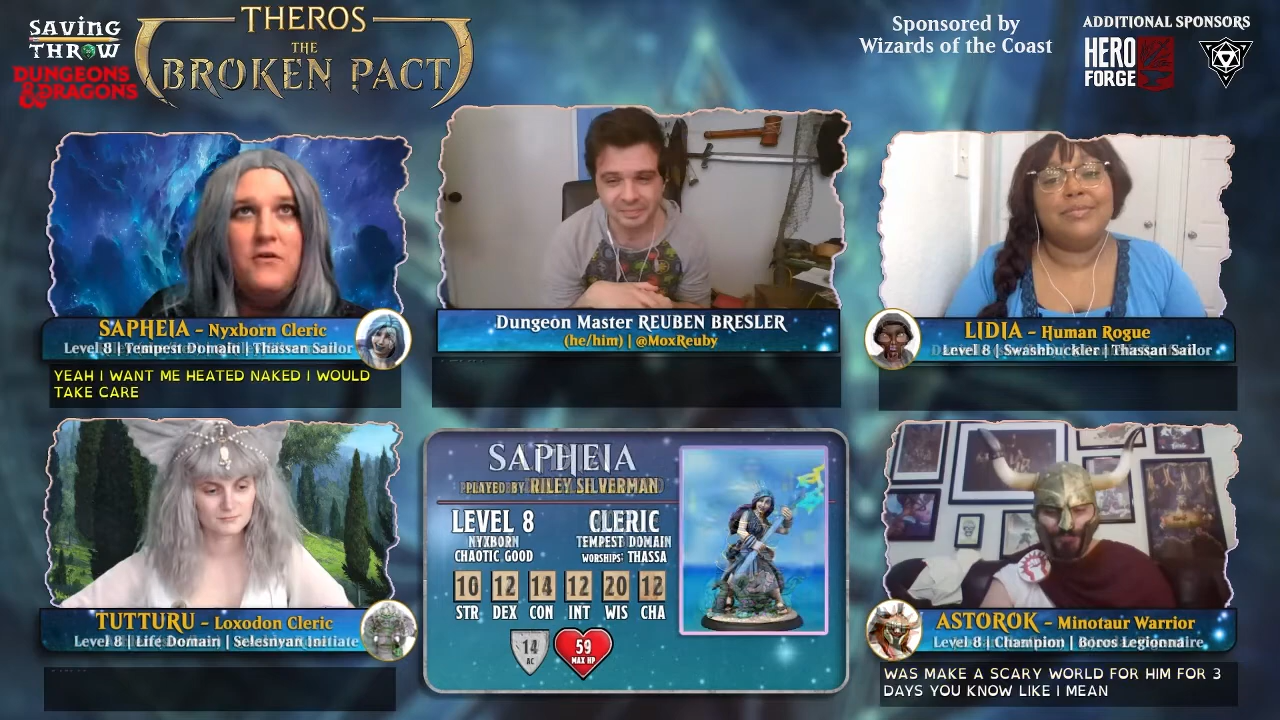 SAVING
THROW
DUNGEONS
& DRAGONS
THEROS
THE
BROKEN PACT
Sponsored by
Wizards of the Coast
ADDITIONAL SPONSORS
HERO
FORGE
SAPHEIA – Nyxborn Cleric
Level 8 | Tempest Domain | Thassan Sailor
YEAH I WANT ME HEATED NAKED I WOULD
TAKE CARE
Dungeon Master REUBEN BRESLER
(he/him) | @MoxReuby
LIDIA – Human Rogue
Level 8 | Swashbuckler | Thassan Sail
TUTTURU – Loxodon Cleric
Level 8 | Life Domain | Selesnyan Initiate
SAPHEIA
PLAYED BY RILEY SILVERMAN
LEVEL 8
NYXBORN
CHAOTIC GOOD
CLERIC
TEMPEST DOMAIN
WORSHIPS: THASSA
10 12 14 12 20 12
STR DEX CON INT WIS CHA
14
AC
59
MAX HP
ASTOROK – Minotaur Warrior
Level 8 | Champion | Boros Legionnaire
WAS MAKE A SCARY WORLD FOR HIM FOR 3
DAYS YOU KNOW LIKE I MEAN